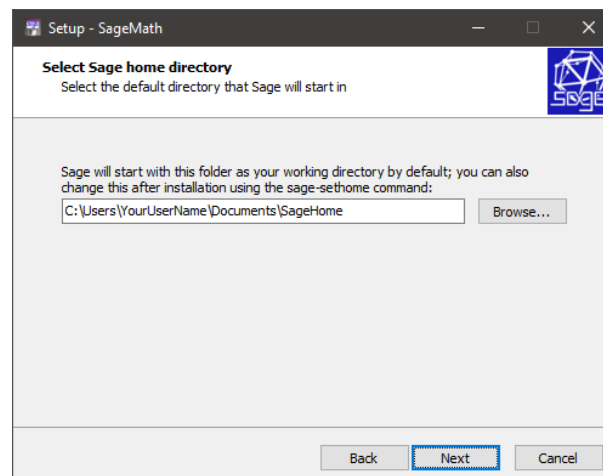 Setup - SageMath
Select Sage home directory
Select the default directory that Sage will start in
sage
Sage will start with this folder as your working directory by default; you can also
change this after installation using the sage-sethome command:
C:\Users\YourUserName\Documents\SageHome
Browse...
Back
Next
Cancel